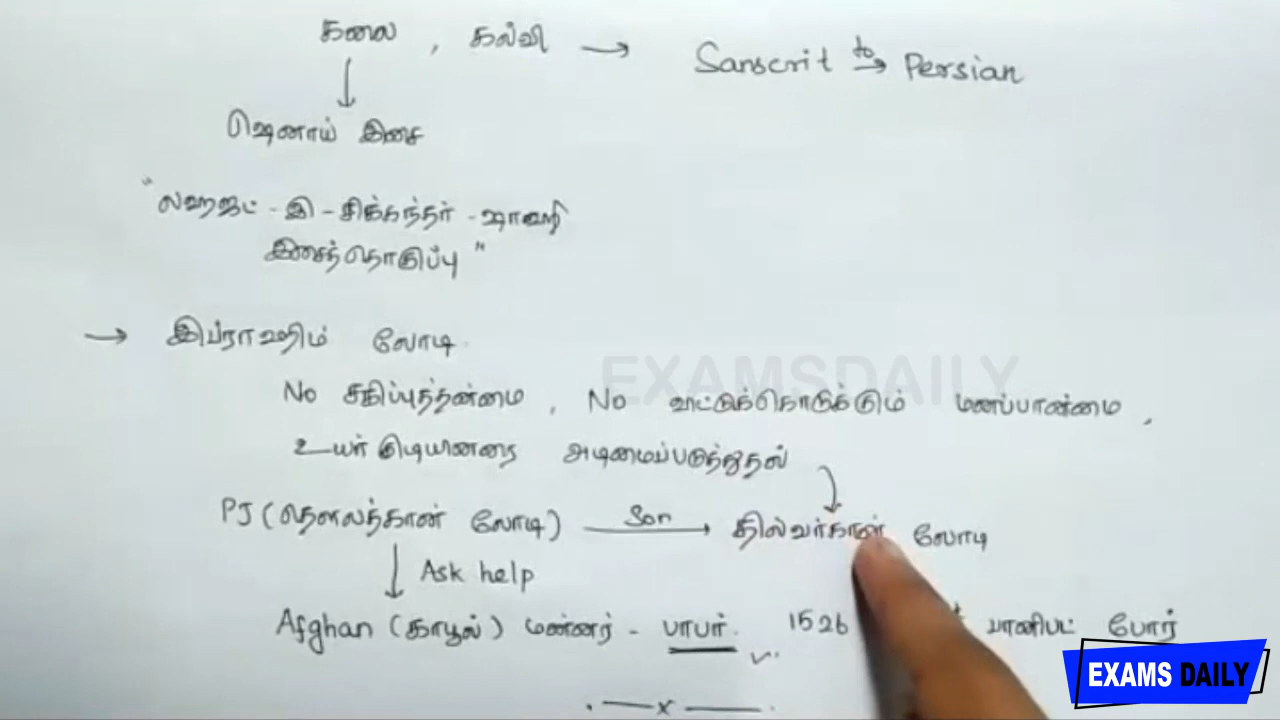 கலை , கல்வி → Sanscrit to → Persian
ஷெனாய் இசை
"லஹஜட் - இ - சிக்கந்தர் - ஷாஹி
இசைத்தொகுப்பு"
→ இப்ராஹிம் லோடி
EXAMSDAILY
No சகிப்புத்தன்மை , No விட்டுக்கொடுக்கும் மனப்பான்மை ,
உயர் குடியினரை அடிமைப்படுத்துதல்
PJ (தௌலத்கான் லோடி) Son → தில்வர்கான் லோடி
Ask help
Afghan (காபூல்) மன்னர் - பாபர். 1526 பானிபட் போர்
EXAMS DAILY